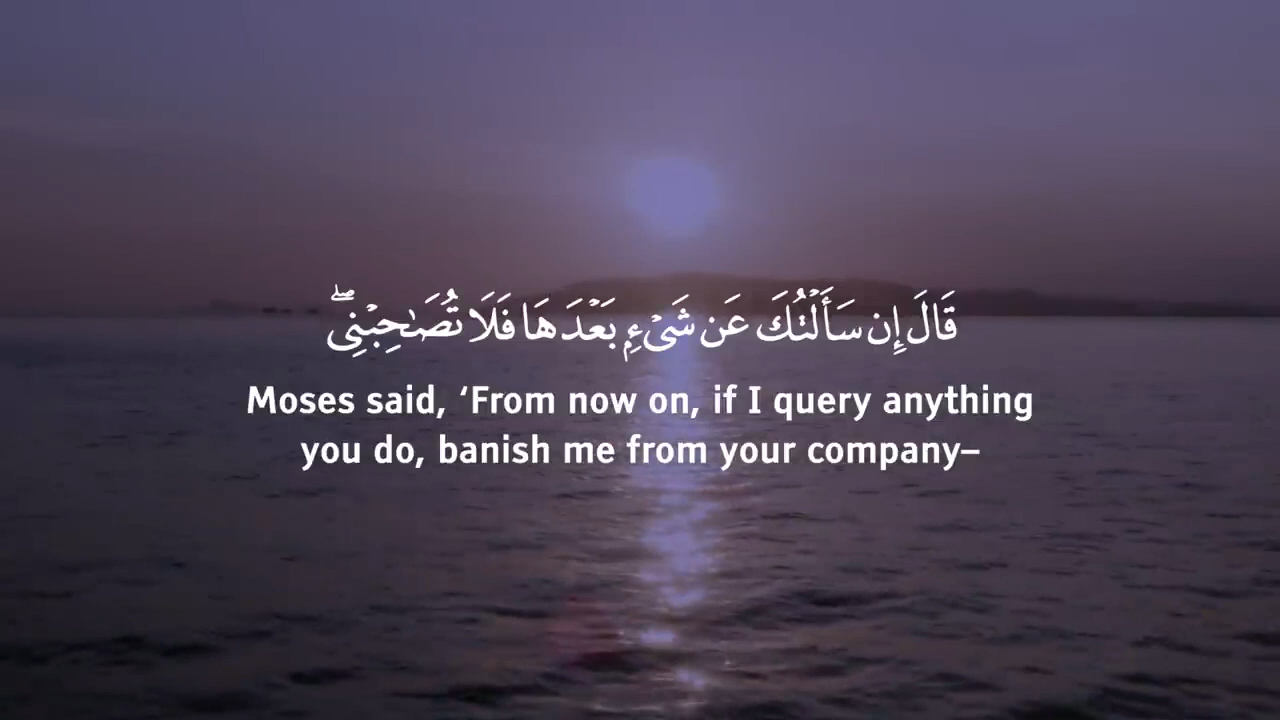 قَالَ إِن سَأَلْتُكَ عَن شَىْءٍۭ بَعْدَهَا فَلَا تُصَـٰحِبْنِى ۖ
Moses said, ‘From now on, if I query anything
you do, banish me from your company–